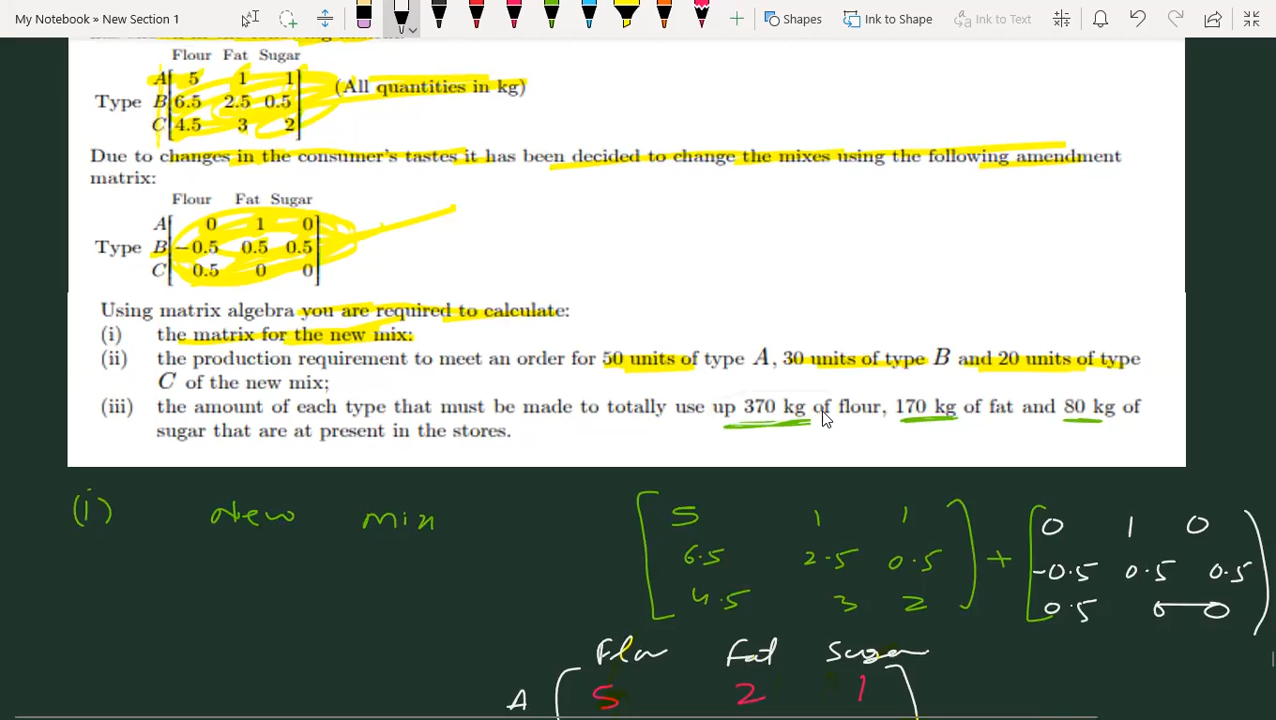 My Notebook » New Section 1
Shapes
Ink to Shape
Ink to Text
Flour Fat Sugar
A 5 1 1
Type B 6.5 2.5 0.5 (All quantities in kg)
C 4.5 3 2
Due to changes in the consumer's tastes it has been decided to change the mixes using the following amendment
matrix:
Flour Fat Sugar
A 0 1 0
Type B −0.5 0.5 0.5
C 0.5 0 0
Using matrix algebra you are required to calculate:
(i) the matrix for the new mix:
(ii) the production requirement to meet an order for 50 units of type A, 30 units of type B and 20 units of type
C of the new mix;
(iii) the amount of each type that must be made to totally use up 370 kg of flour, 170 kg of fat and 80 kg of
sugar that are at present in the stores.
(i) New mix
5 1 1 0 1 0
6.5 2.5 0.5 + -0.5 0.5 0.5
4.5 3 2 0.5 0 0
Flour Fat Sugar
A 5 2 1